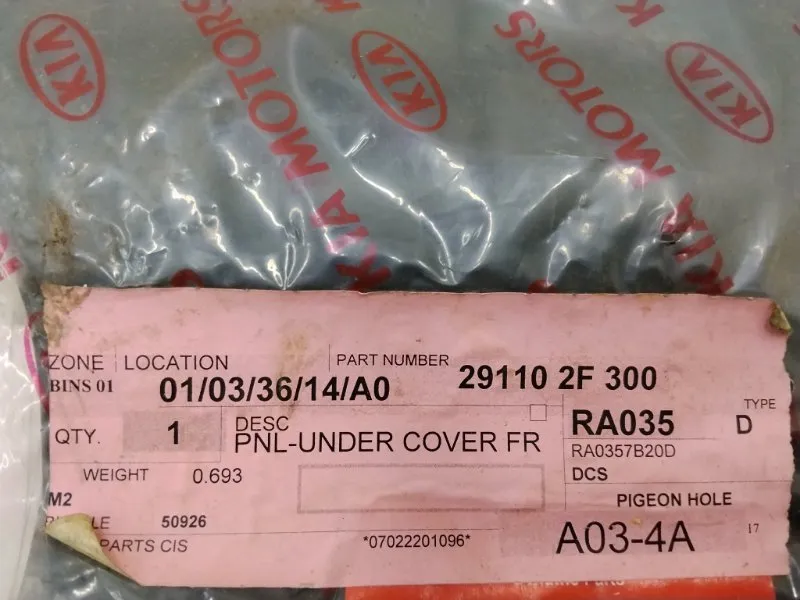 KIA
KIA MOTORS
KIA
KIA MOTORS
KIA
ZONE LOCATION PART NUMBER
BINS 01 01/03/36/14/A0 29110 2F 300
QTY. 1 DESC RA035 TYPE
PNL-UNDER COVER FR D
RA0357B20D
WEIGHT 0.693 DCS
M2 PIGEON HOLE
50926
PARTS CIS *07022201096* A03-4A 17